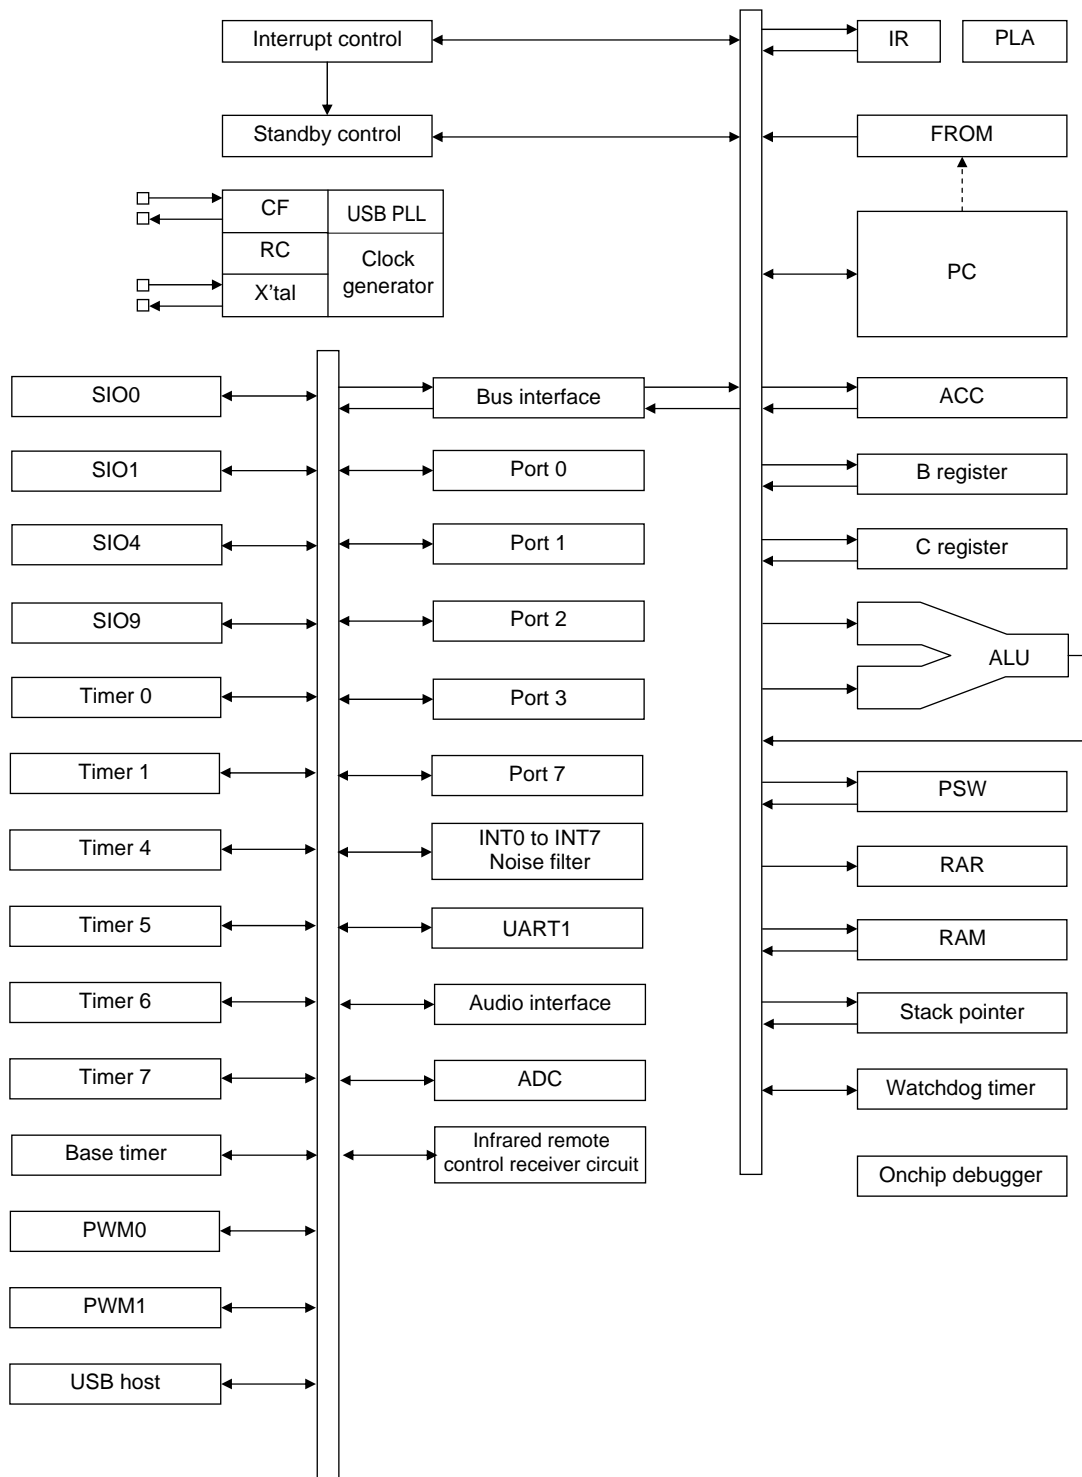 Interrupt control
IR
PLA
Standby control
FROM
CF
USB PLL
RC
Clock
generator
X'tal
PC
SIO0
Bus interface
ACC
SIO1
Port 0
B register
SIO4
Port 1
C register
SIO9
Port 2
ALU
Timer 0
Port 3
Timer 1
Port 7
PSW
Timer 4
INT0 to INT7
Noise filter
RAR
Timer 5
UART1
RAM
Timer 6
Audio interface
Stack pointer
Timer 7
ADC
Watchdog timer
Base timer
Infrared remote
control receiver circuit
Onchip debugger
PWM0
PWM1
USB host